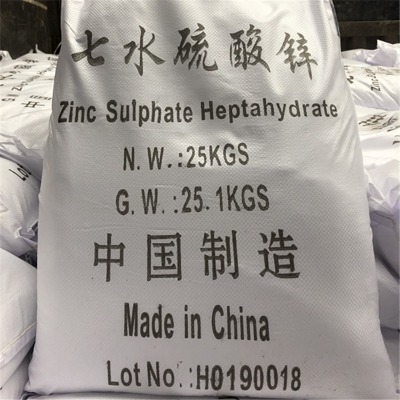 七水硫酸锌
Zinc Sulphate Heptahydrate
N.W.:25KGS
G.W.:25.1KGS
中国制造
Made in China
Lot No.:H0190018